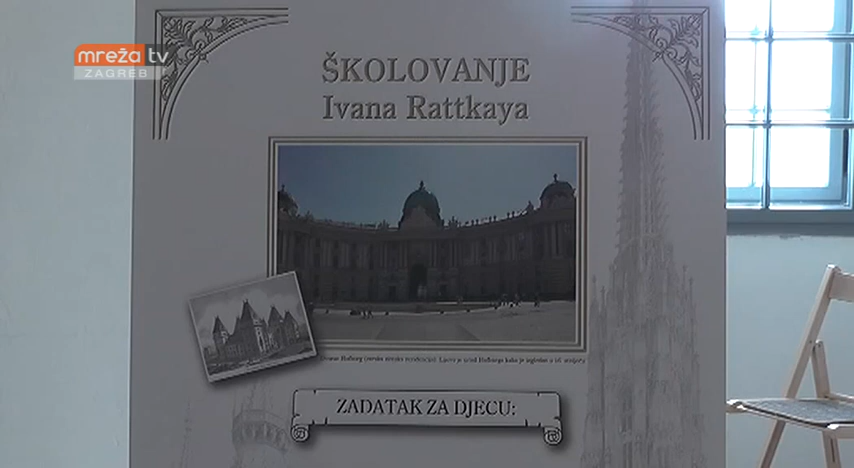 mreža tv
ZAGREB
ŠKOLOVANJE
Ivana Rattkaya
ZADATAK ZA DJECU: